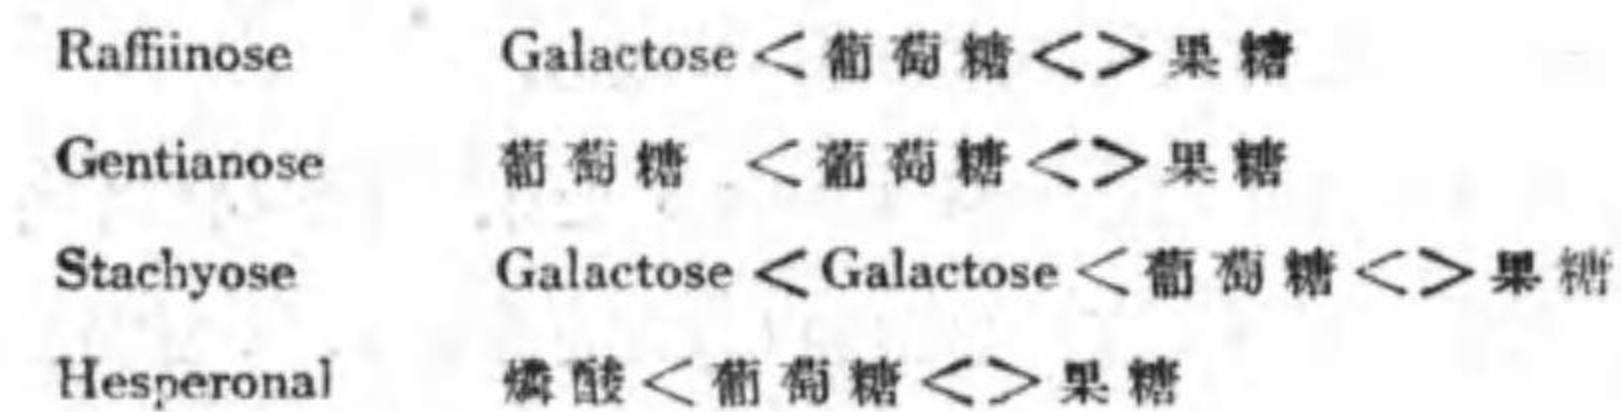 Raffiinose Galactose < 葡萄糖 <> 果糖
Gentianose 葡萄糖 < 葡萄糖 <> 果糖
Stachyose Galactose < Galactose < 葡萄糖 <> 果糖
Hesperonal 燐酸 < 葡萄糖 <> 果糖